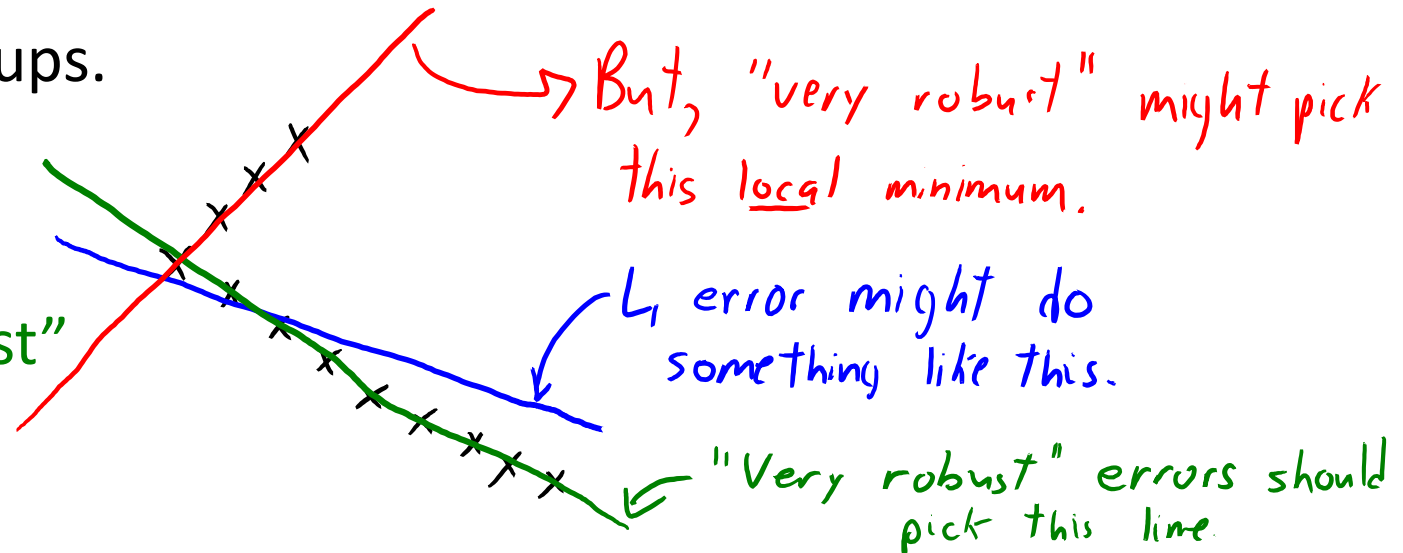 ups.
But, "very robust" might pick
this local minimum.
L1 error might do
something like this.
st”
"Very robust" errors should
pick this line.